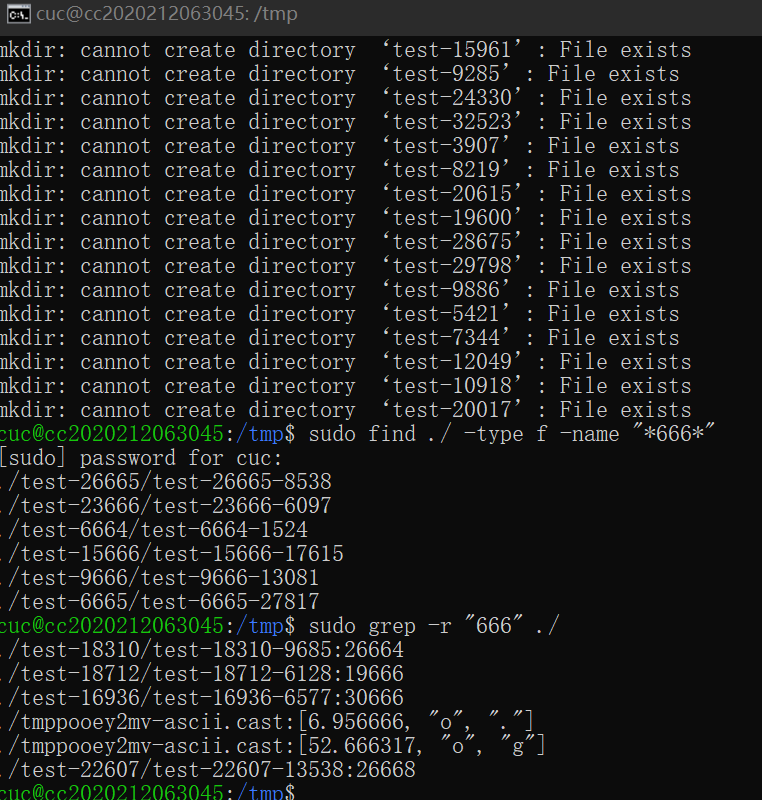 cuc@cc2020212063045: /tmp
mkdir: cannot create directory ‘test-15961’: File exists
mkdir: cannot create directory ‘test-9285’: File exists
mkdir: cannot create directory ‘test-24330’: File exists
mkdir: cannot create directory ‘test-32523’: File exists
mkdir: cannot create directory ‘test-3907’: File exists
mkdir: cannot create directory ‘test-8219’: File exists
mkdir: cannot create directory ‘test-20615’: File exists
mkdir: cannot create directory ‘test-19600’: File exists
mkdir: cannot create directory ‘test-28675’: File exists
mkdir: cannot create directory ‘test-29798’: File exists
mkdir: cannot create directory ‘test-9886’: File exists
mkdir: cannot create directory ‘test-5421’: File exists
mkdir: cannot create directory ‘test-7344’: File exists
mkdir: cannot create directory ‘test-12049’: File exists
mkdir: cannot create directory ‘test-10918’: File exists
mkdir: cannot create directory ‘test-20017’: File exists
cuc@cc2020212063045:/tmp$ sudo find ./ -type f -name "*666*"
[sudo] password for cuc:
./test-26665/test-26665-8538
./test-23666/test-23666-6097
./test-6664/test-6664-1524
./test-15666/test-15666-17615
./test-9666/test-9666-13081
./test-6665/test-6665-27817
cuc@cc2020212063045:/tmp$ sudo grep -r "666" ./
./test-18310/test-18310-9685:26664
./test-18712/test-18712-6128:19666
./test-16936/test-16936-6577:30666
./tmppooey2mv-ascii.cast:[6.956666, "o", "."]
./tmppooey2mv-ascii.cast:[52.666317, "o", "g"]
./test-22607/test-22607-13538:26668
cuc@cc2020212063045:/tmp$